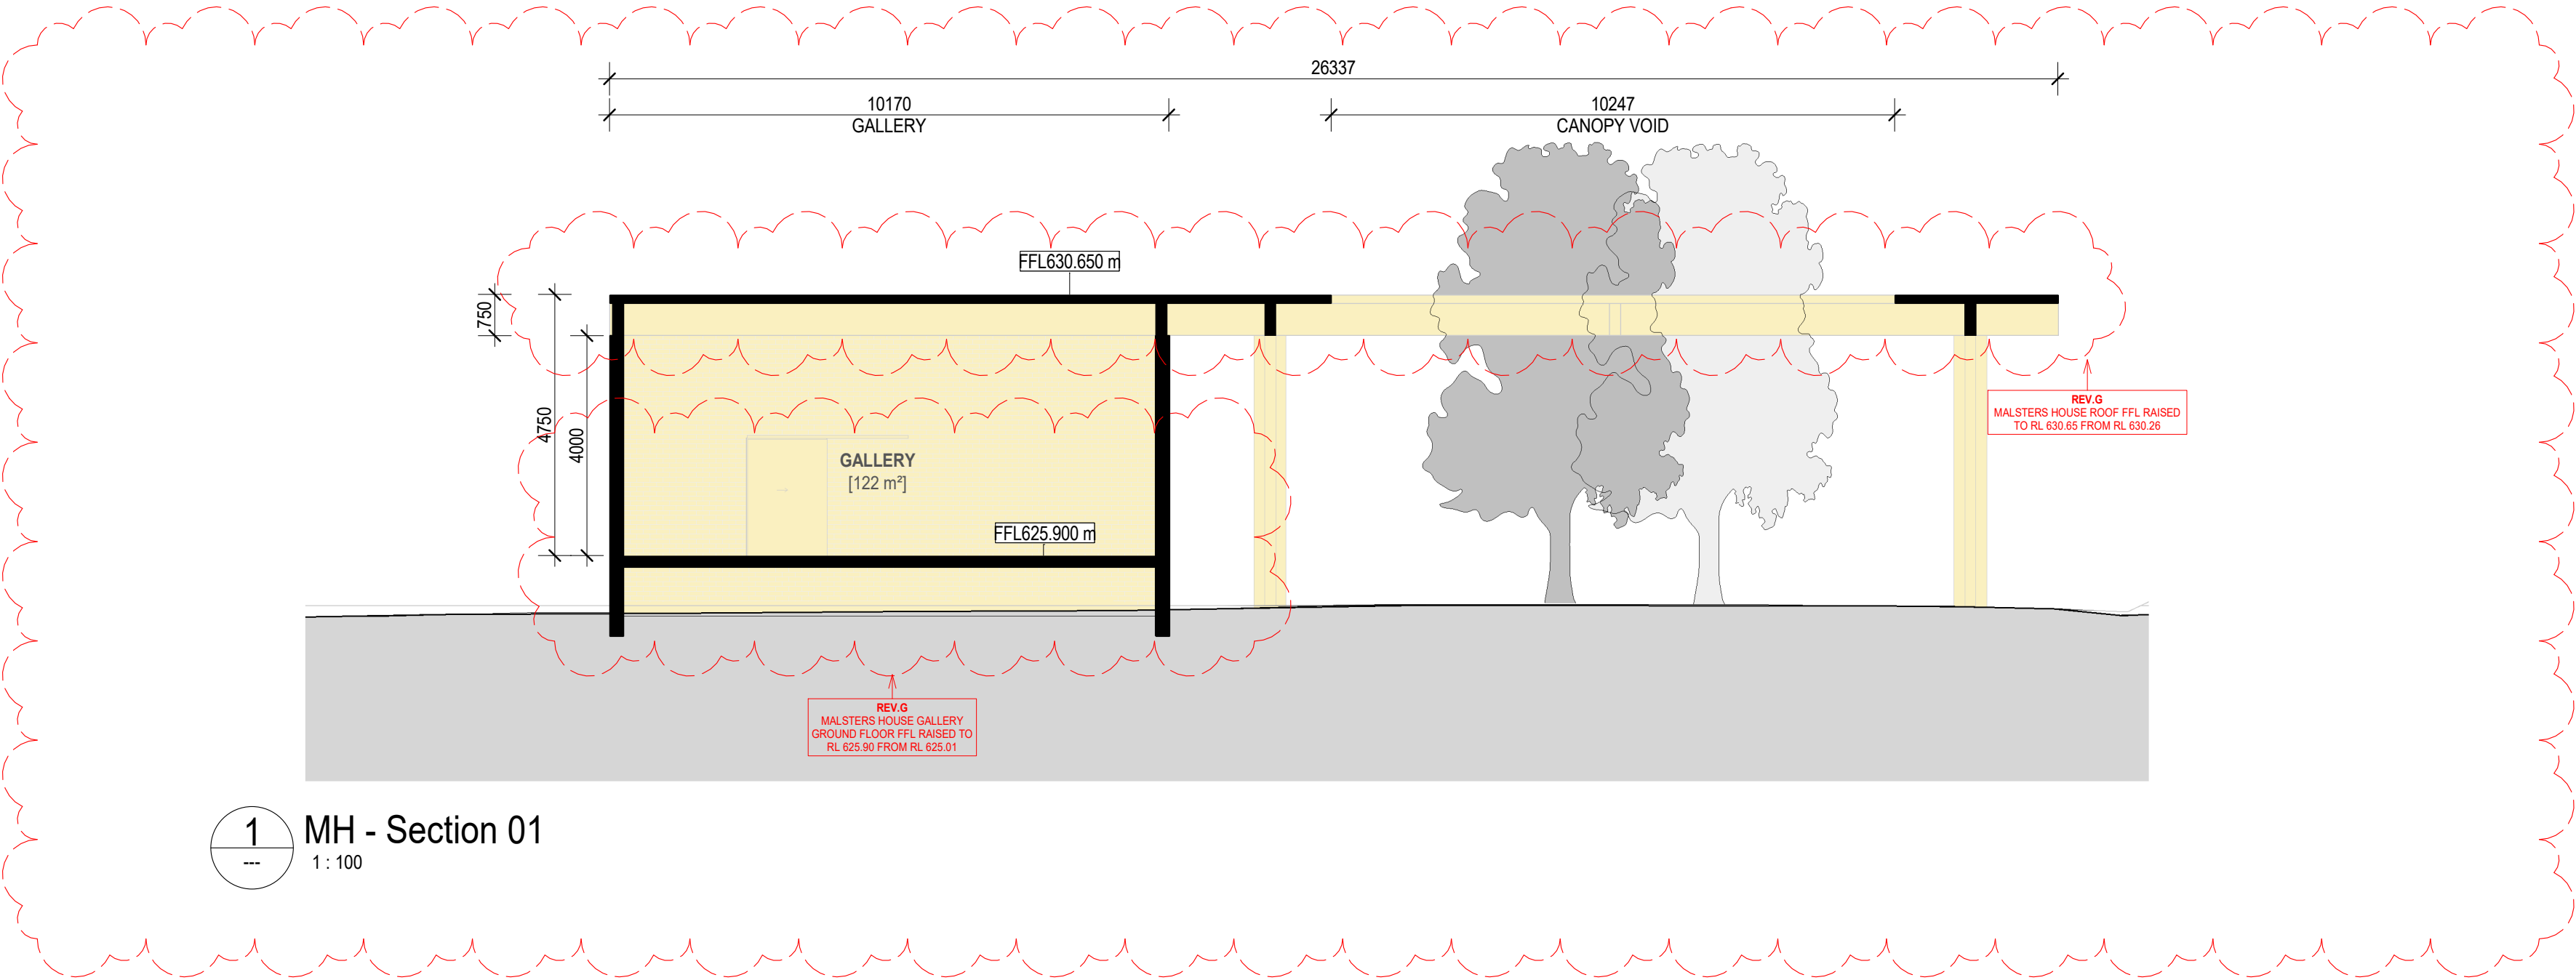 26337
10170
GALLERY
10247
CANOPY VOID
FFL630.650 m
750
4750
4000
REV.G
MALSTERS HOUSE ROOF FFL RAISED
TO RL 630.65 FROM RL 630.26
GALLERY
[122 m²]
FFL625.900 m
REV.G
MALSTERS HOUSE GALLERY
GROUND FLOOR FFL RAISED TO
RL 625.90 FROM RL 625.01
1
---
MH - Section 01
1 : 100